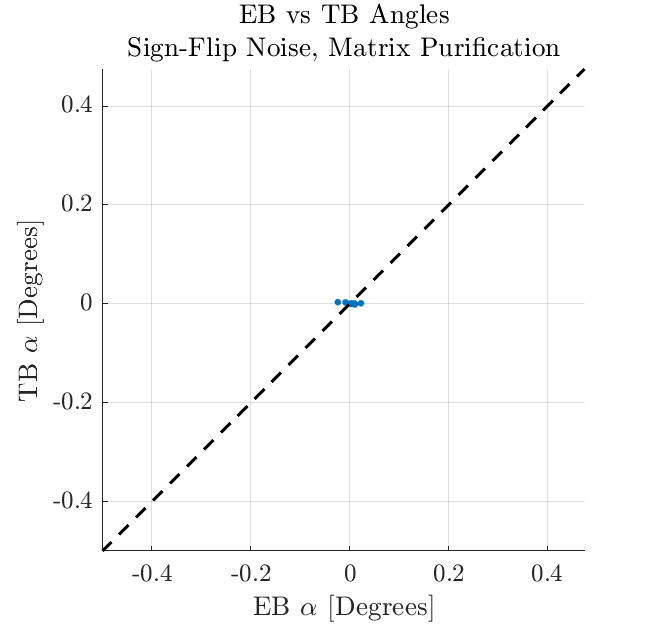 EB vs TB Angles
Sign-Flip Noise, Matrix Purification
0.4
0.2
0
-0.2
-0.4
TB α [Degrees]
-0.4 -0.2 0 0.2 0.4
EB α [Degrees]